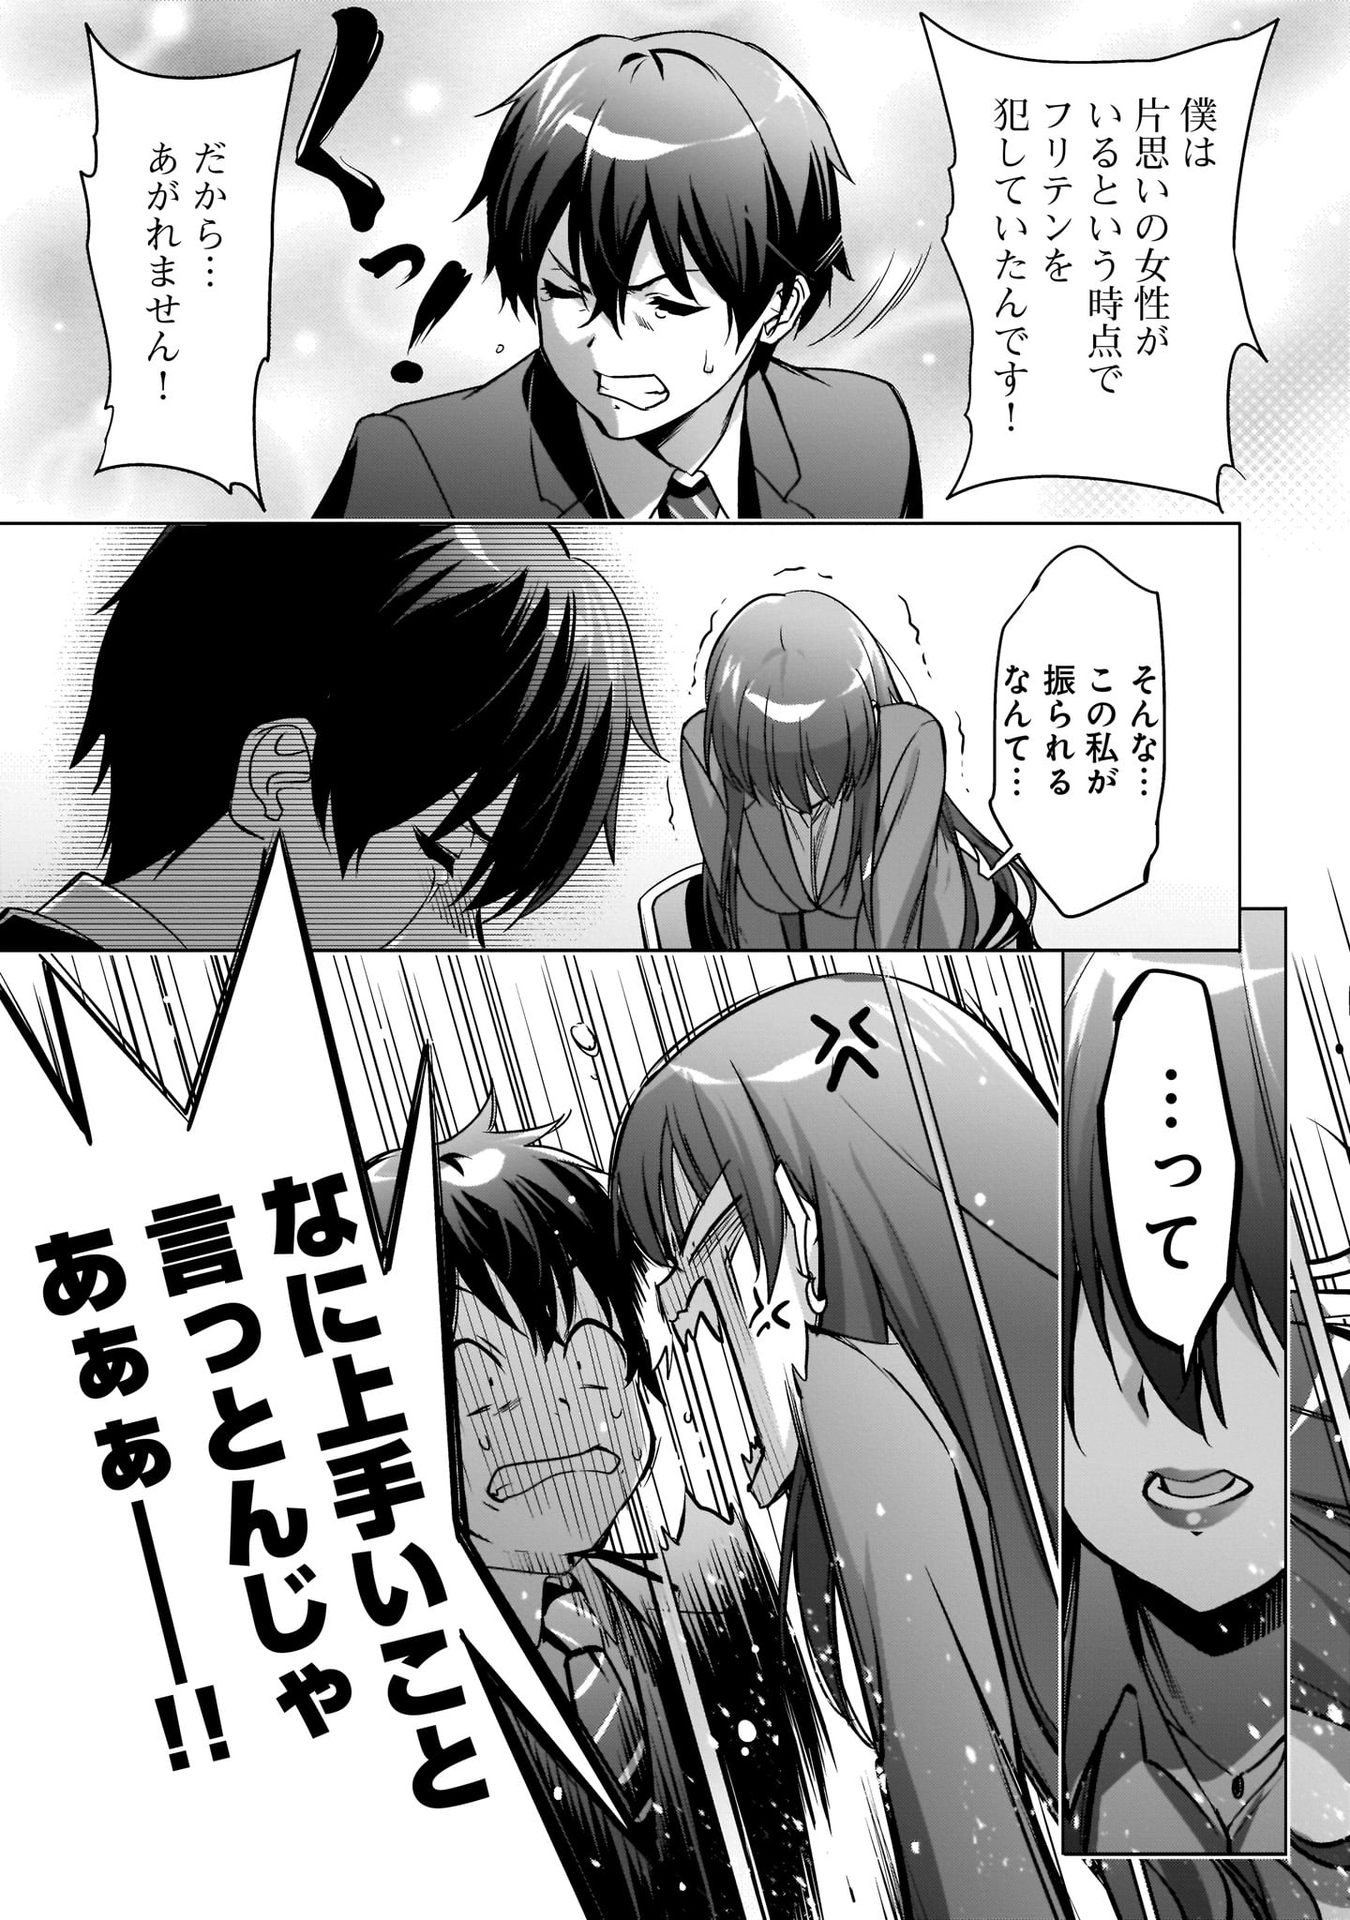 僕は
片思いの女性が
いるという時点で
フリテンを
犯していたんです！
くっ！
だから…
あがれません！
そんな…
この私が
振られる
なんて…
…って
なに上手いこと
言っとんじゃ
あぁぁーー!!